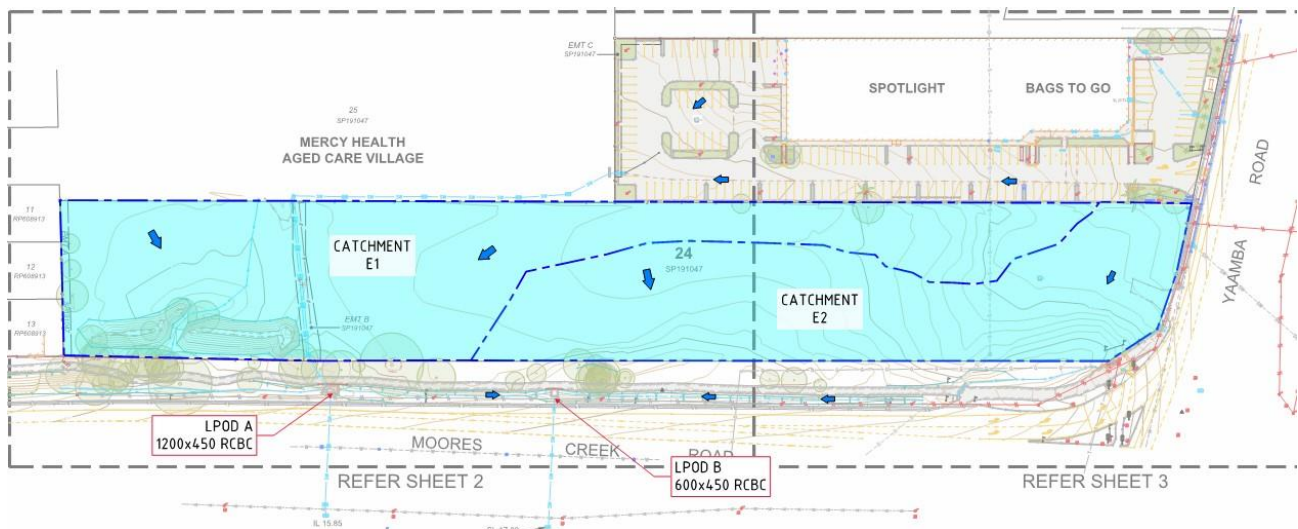 EMT C
SP191047
SPOTLIGHT
BAGS TO GO
25
SP191047
MERCY HEALTH
AGED CARE VILLAGE
ROAD
YAAMBA
11
RP608913
12
RP608913
13
RP608913
CATCHMENT
E1
24
SP191047
CATCHMENT
E2
EMT B
SP191047
LPOD A
1200x450 RCBC
MOORES
CREEK
ROAD
LPOD B
600x450 RCBC
REFER SHEET 2
REFER SHEET 3
IL 15.85